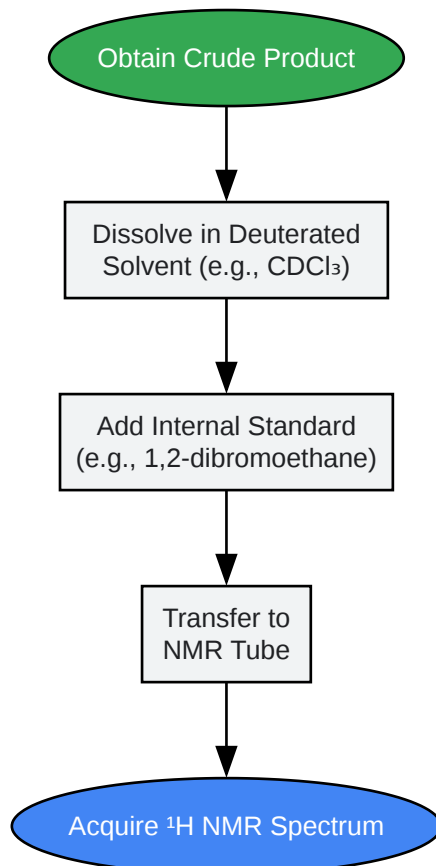 Obtain Crude Product
Dissolve in Deuterated
Solvent (e.g., CDCl₃)
Add Internal Standard
(e.g., 1,2-dibromoethane)
Transfer to
NMR Tube
Acquire ¹H NMR Spectrum